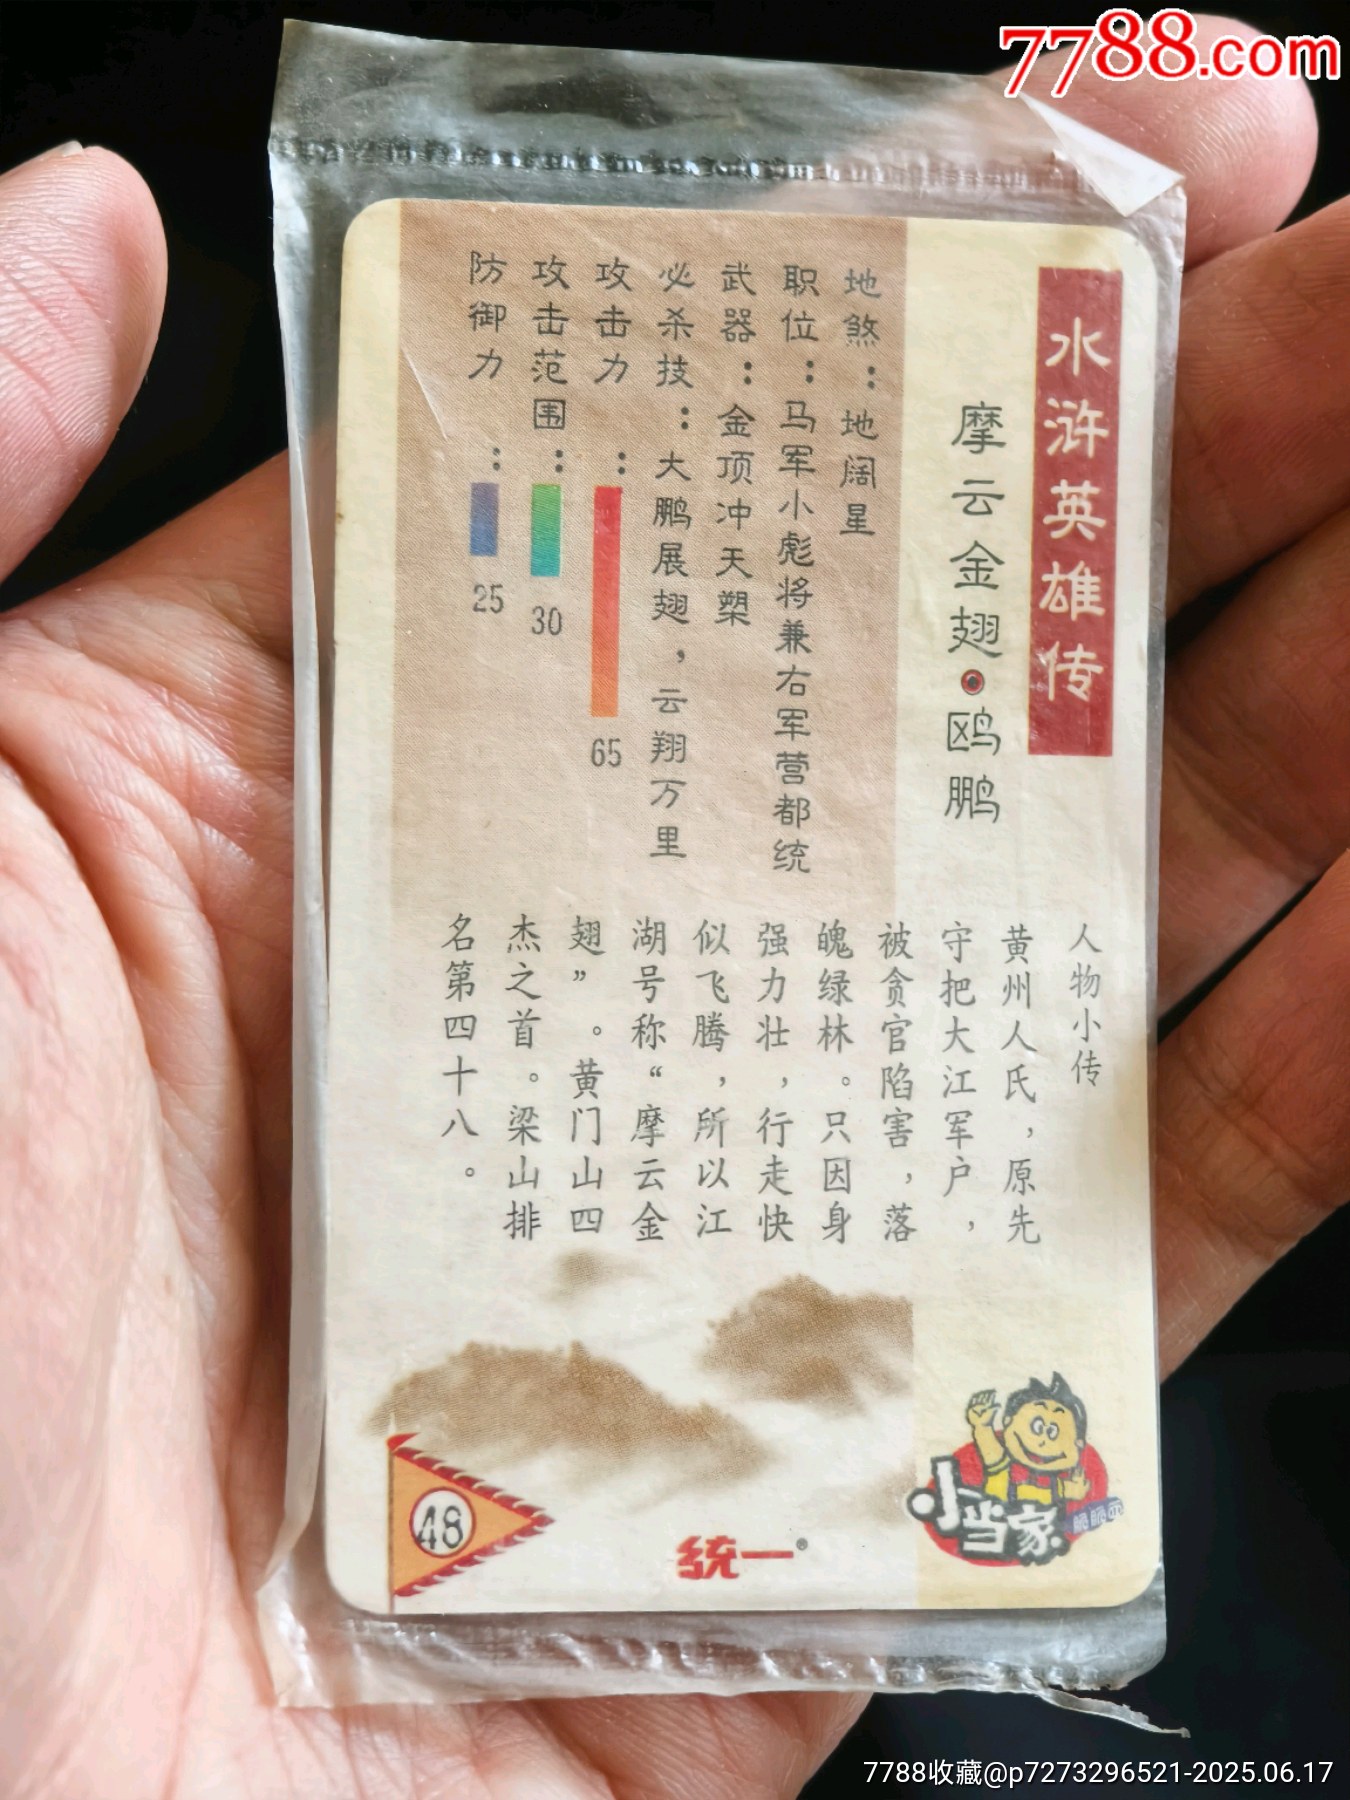 7788.com
水浒英雄传
摩云金翅·鸥鹏
地煞：地阔星
职位：马军小彪将兼右军营都统
武器：金顶冲天槊
必杀技：大鹏展翅，云翔万里
攻击力：65
攻击范围：30
防御力：25
人物小传
黄州人氏，原先
守把大江军户，
被贪官陷害，落
魄绿林。只因身
强力壮，行走快
似飞腾，所以江
湖号称“摩云金
翅”。黄门山四
杰之首。梁山排
名第四十八。
48
统一®
小当家
7788收藏@p7273296521-2025.06.17